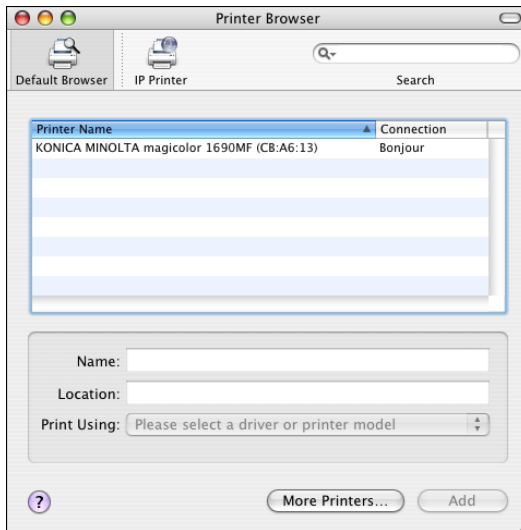 Printer Browser
Default Browser
IP Printer
Search
Printer Name
Connection
KONICA MINOLTA magicolor 1690MF (CB:A6:13)
Bonjour
Name:
Location:
Print Using:
Please select a driver or printer model
?
More Printers...
Add